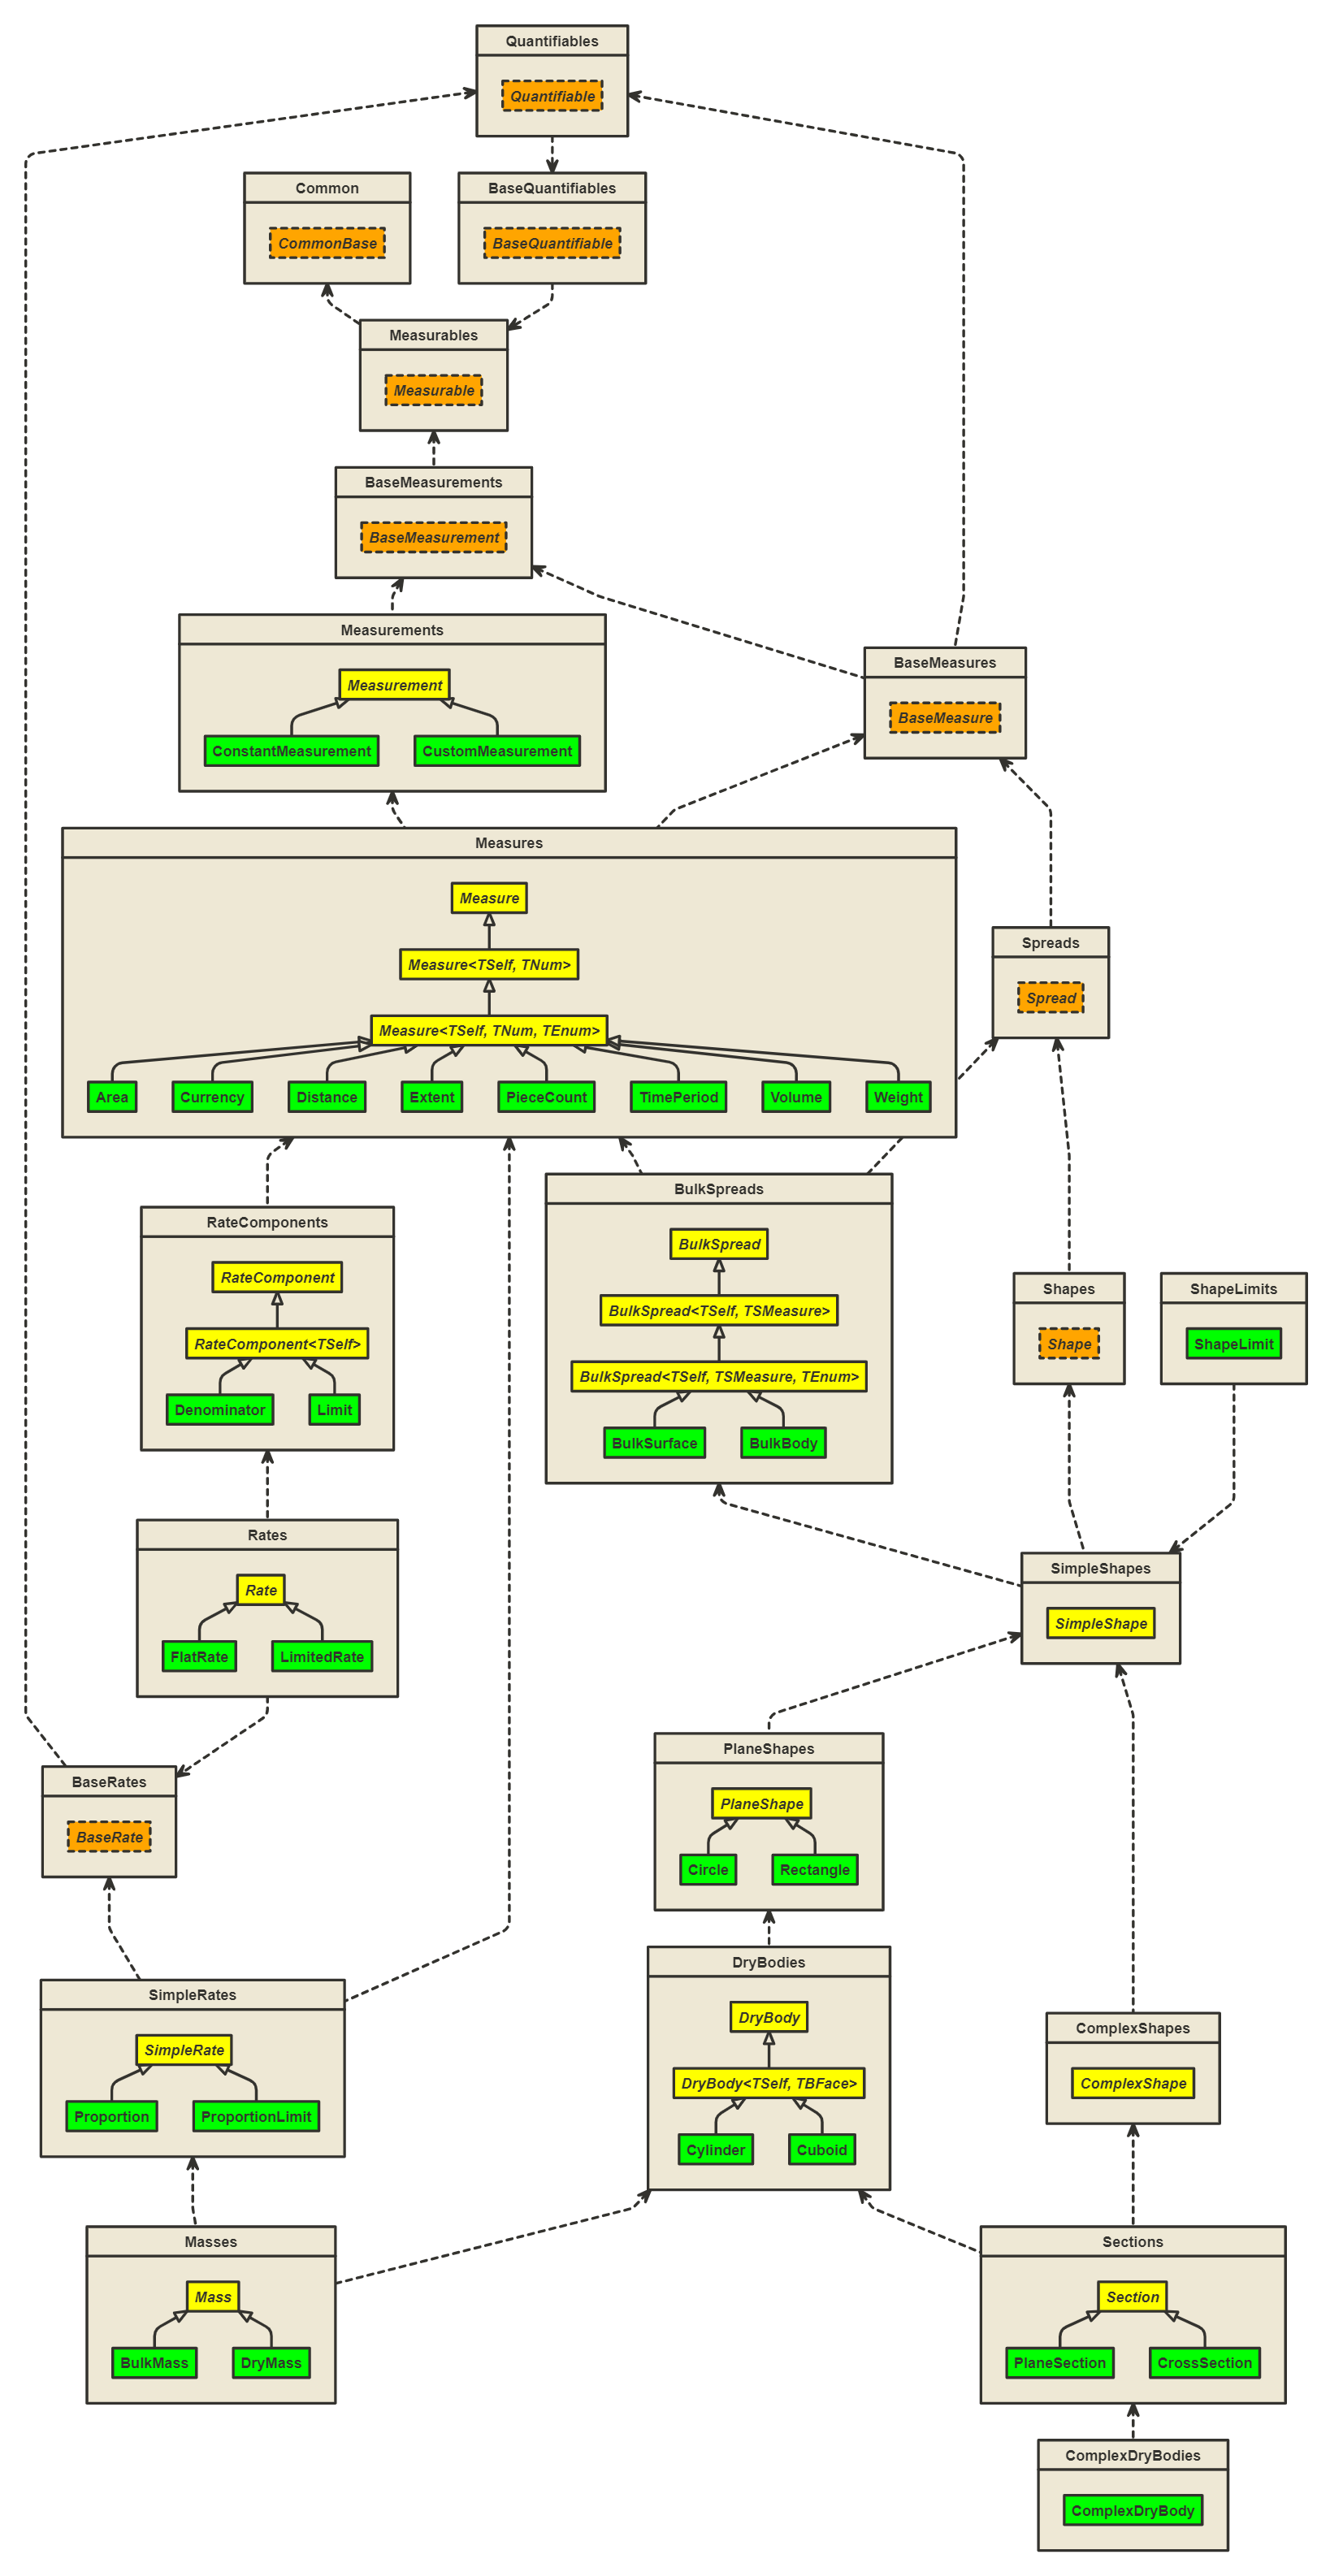 Quantifiables
Quantifiable
Common
CommonBase
BaseQuantifiables
BaseQuantifiable
Measurables
Measurable
BaseMeasurements
BaseMeasurement
Measurements
Measurement
ConstantMeasurement
CustomMeasurement
BaseMeasures
BaseMeasure
Measures
Measure
Measure<TSelf, TNum>
Measure<TSelf, TNum, TEnum>
Area
Currency
Distance
Extent
PieceCount
TimePeriod
Volume
Weight
Spreads
Spread
RateComponents
RateComponent
RateComponent<TSelf>
Denominator
Limit
BulkSpreads
BulkSpread
BulkSpread<TSelf, TSMeasure>
BulkSpread<TSelf, TSMeasure, TEnum>
BulkSurface
BulkBody
Shapes
Shape
ShapeLimits
ShapeLimit
Rates
Rate
FlatRate
LimitedRate
SimpleShapes
SimpleShape
BaseRates
BaseRate
PlaneShapes
PlaneShape
Circle
Rectangle
SimpleRates
SimpleRate
Proportion
ProportionLimit
DryBodies
DryBody
DryBody<TSelf, TBFace>
Cylinder
Cuboid
ComplexShapes
ComplexShape
Masses
Mass
BulkMass
DryMass
Sections
Section
PlaneSection
CrossSection
ComplexDryBodies
ComplexDryBody